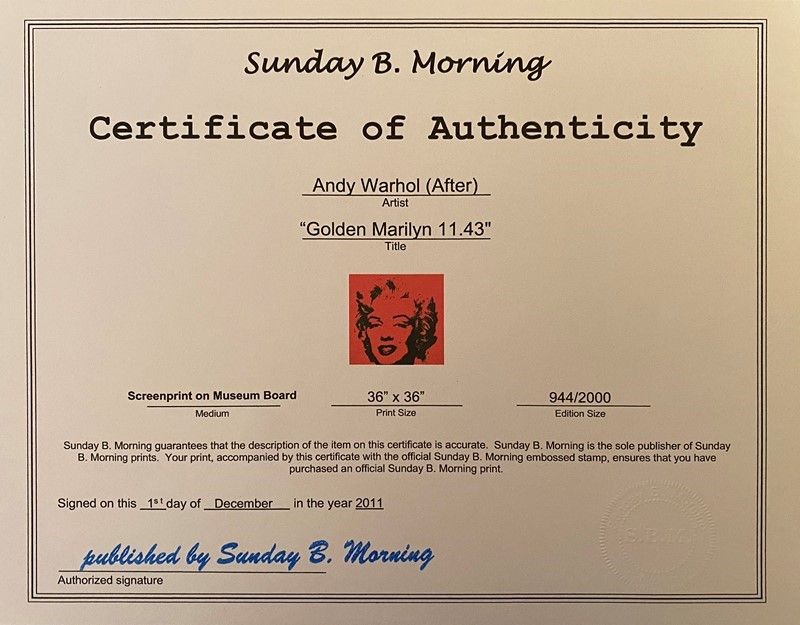 Sunday B. Morning
Certificate of Authenticity
Andy Warhol (After)
Artist
“Golden Marilyn 11.43"
Title
Screenprint on Museum Board
Medium
36” x 36”
Print Size
944/2000
Edition Size
Sunday B. Morning guarantees that the description of the item on this certificate is accurate. Sunday B. Morning is the sole publisher of Sunday
B. Morning prints. Your print, accompanied by this certificate with the official Sunday B. Morning embossed stamp, ensures that you have
purchased an official Sunday B. Morning print.
Signed on this 1st day of December in the year 2011
published by Sunday B. Morning
Authorized signature